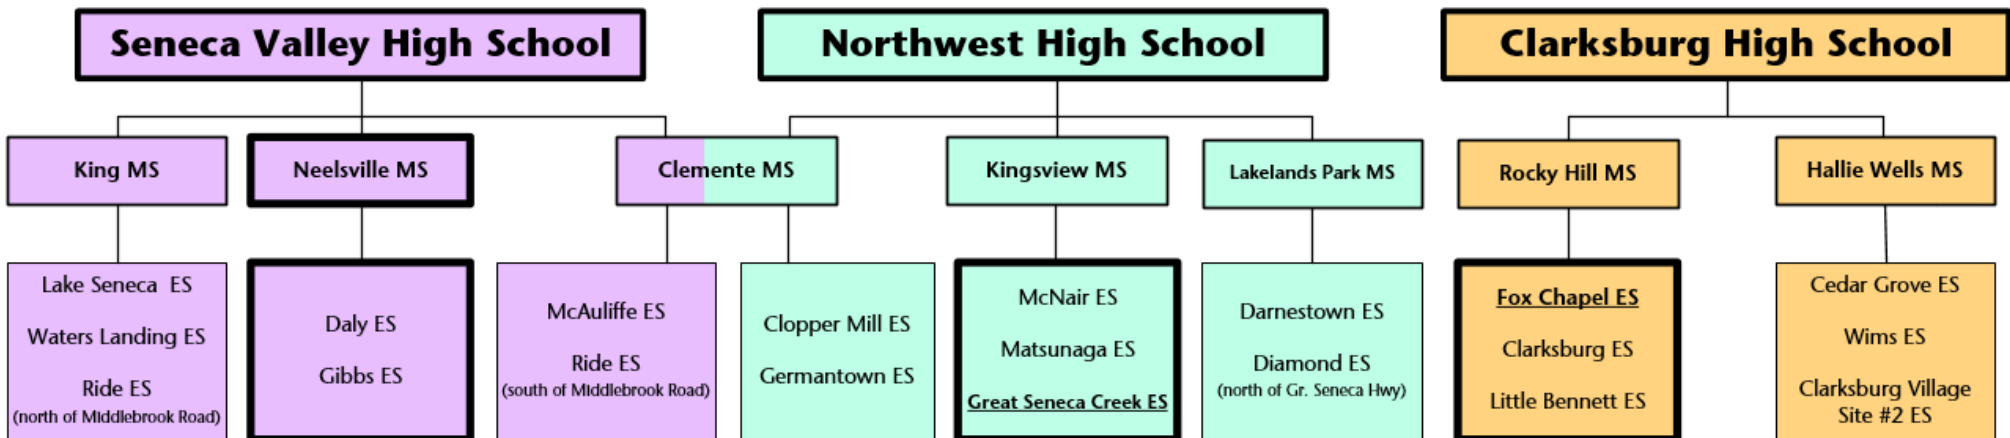 Seneca Valley High School
Northwest High School
Clarksburg High School
King MS
Neelsville MS
Clemente MS
Kingsview MS
Lakelands Park MS
Rocky Hill MS
Hallie Wells MS
Lake Seneca ES
Waters Landing ES
Ride ES
(north of Middlebrook Road)
Daly ES
Gibbs ES
McAuliffe ES
Ride ES
(south of Middlebrook Road)
Clopper Mill ES
Germantown ES
McNair ES
Matsunaga ES
Great Seneca Creek ES
Darnestown ES
Diamond ES
(north of Gr. Seneca Hwy)
Fox Chapel ES
Clarksburg ES
Little Bennett ES
Cedar Grove ES
Wims ES
Clarksburg Village
Site #2 ES